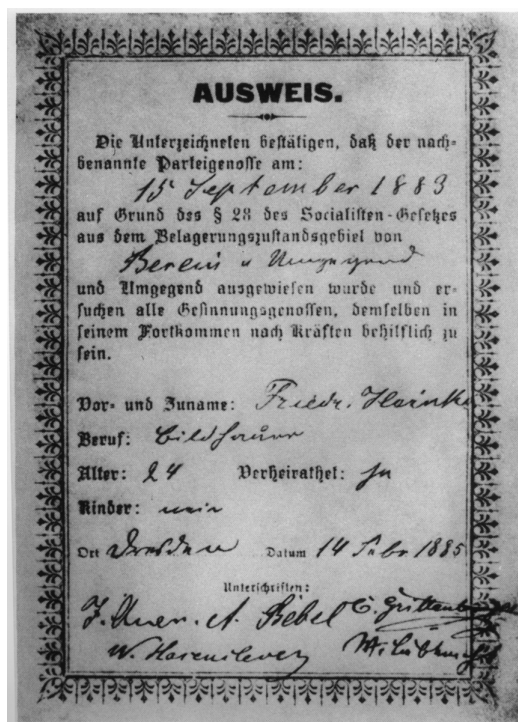 AUSWEIS.
Die Unterzeichneten bestätigen, daß der nach-
benannte Parteigenosse am:
15 September 1883
auf Grund des § 28 des Socialisten-Gesetzes
aus dem Belagerungszustandsgebiet von
Berlin u Umgegend
und Umgegend ausgewiesen wurde und er-
suchen alle Gesinnungsgenossen, demselben in
seinem Fortkommen nach Kräften behilflich zu
sein.
Vor- und Zuname: Friedr. Heinke
Beruf: Bildhauer
Alter: 24 Verheirathet: ja
Kinder: nein
Ort Dresden Datum 14 Febr 1885
Unterschriften:
I. Auer. A. Bebel C. Grillenberger
W. Hasenclever W. Liebknecht